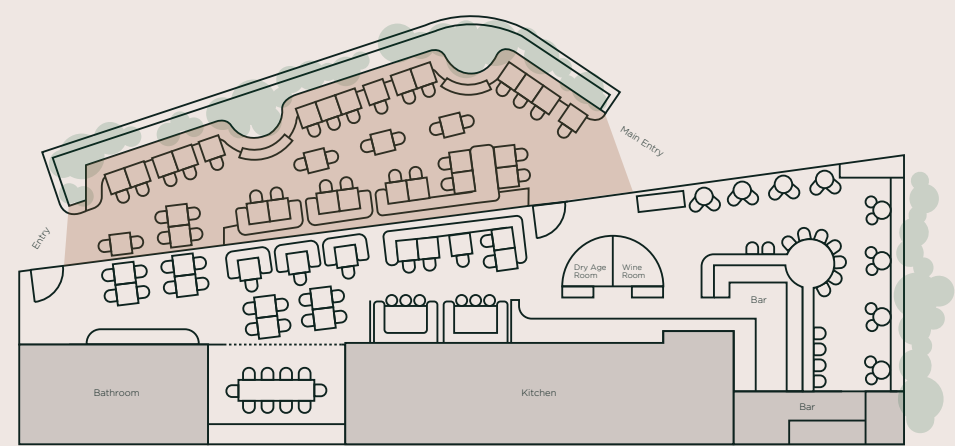 Main Entry
Entry
Dry Age
Room
Wine
Room
Bar
Bathroom
Kitchen
Bar